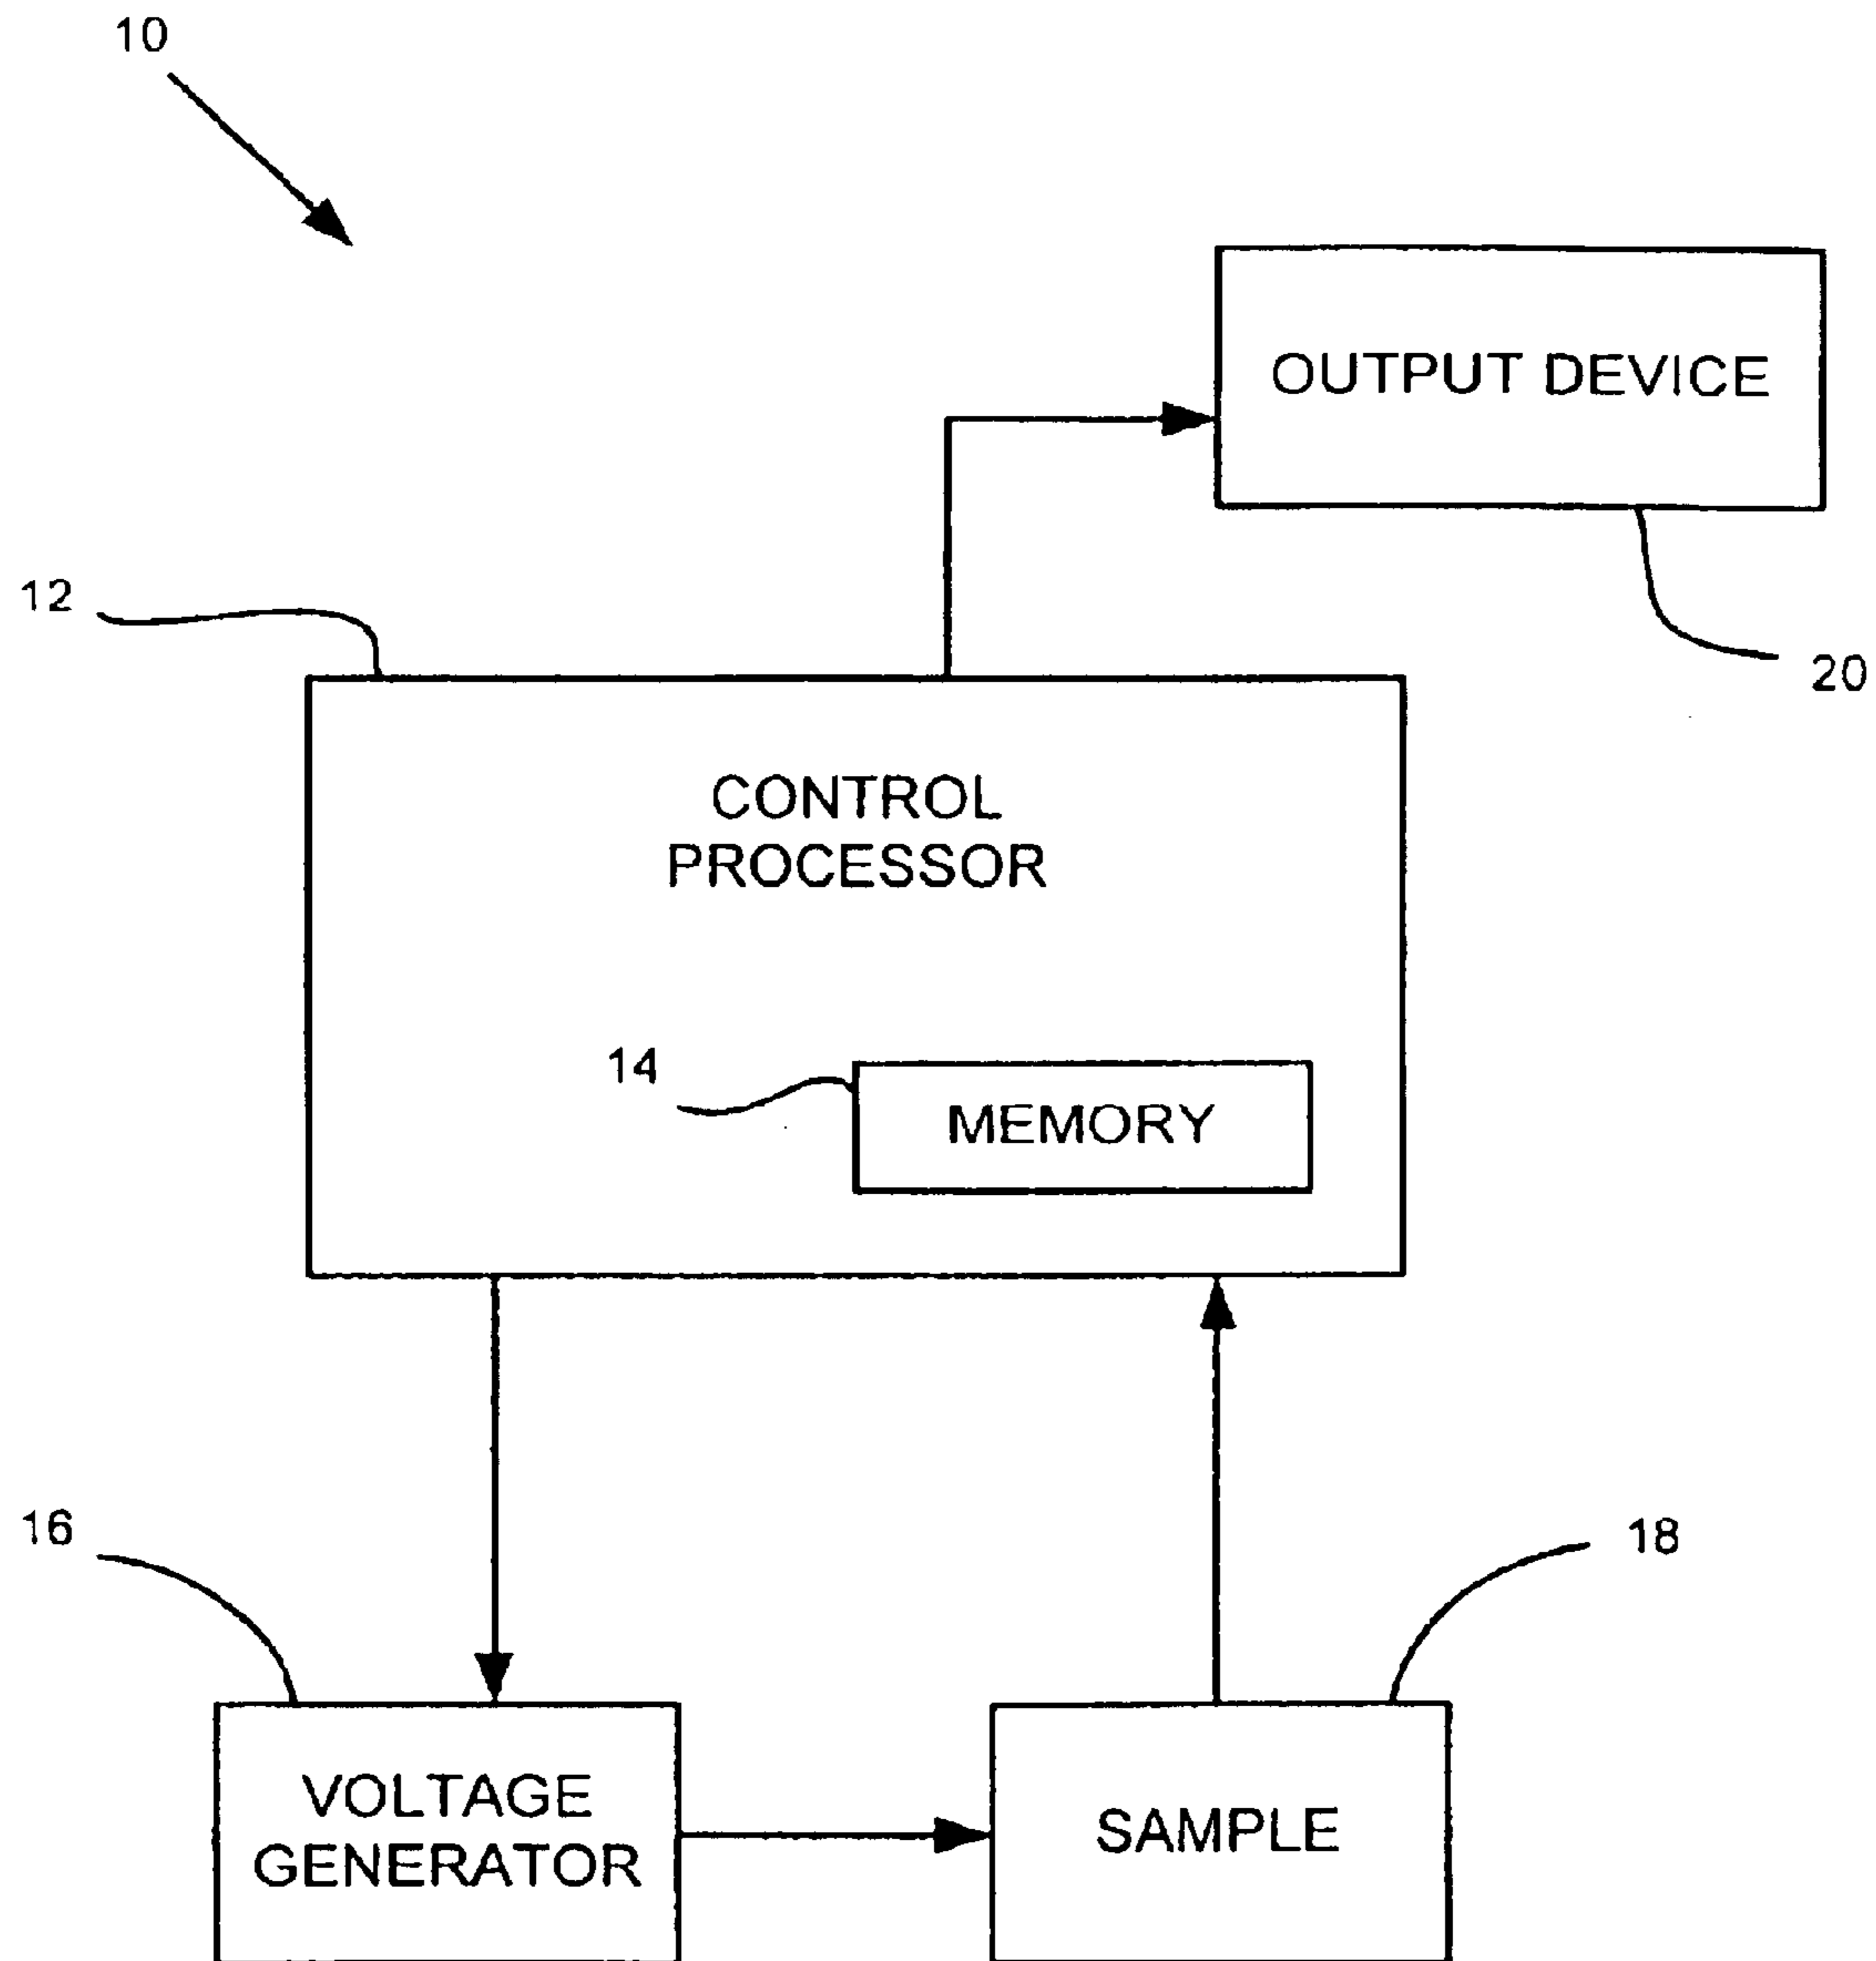 10
OUTPUT DEVICE
12
20
CONTROL
PROCESSOR
14
MEMORY
16
18
VOLTAGE
GENERATOR
SAMPLE